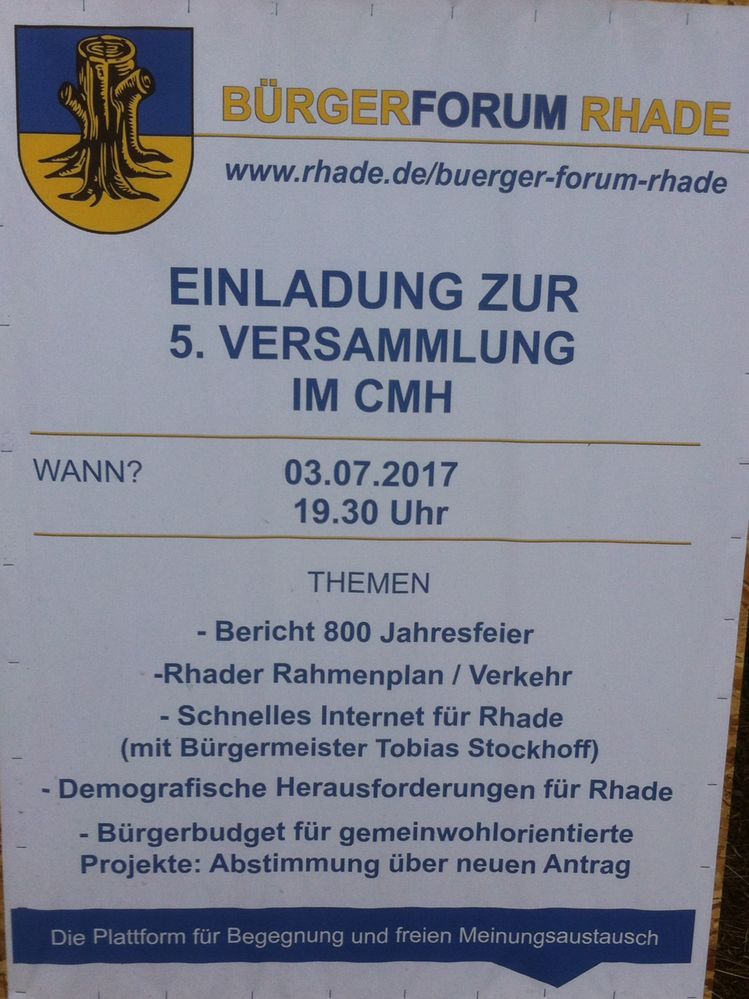 BÜRGERFORUM RHADE
www.rhade.de/buerger-forum-rhade
EINLADUNG ZUR
5. VERSAMMLUNG
IM CMH
WANN? 03.07.2017
19.30 Uhr
THEMEN
- Bericht 800 Jahresfeier
-Rhader Rahmenplan / Verkehr
- Schnelles Internet für Rhade
(mit Bürgermeister Tobias Stockhoff)
- Demografische Herausforderungen für Rhade
- Bürgerbudget für gemeinwohlorientierte
Projekte: Abstimmung über neuen Antrag
Die Plattform für Begegnung und freien Meinungsaustausch